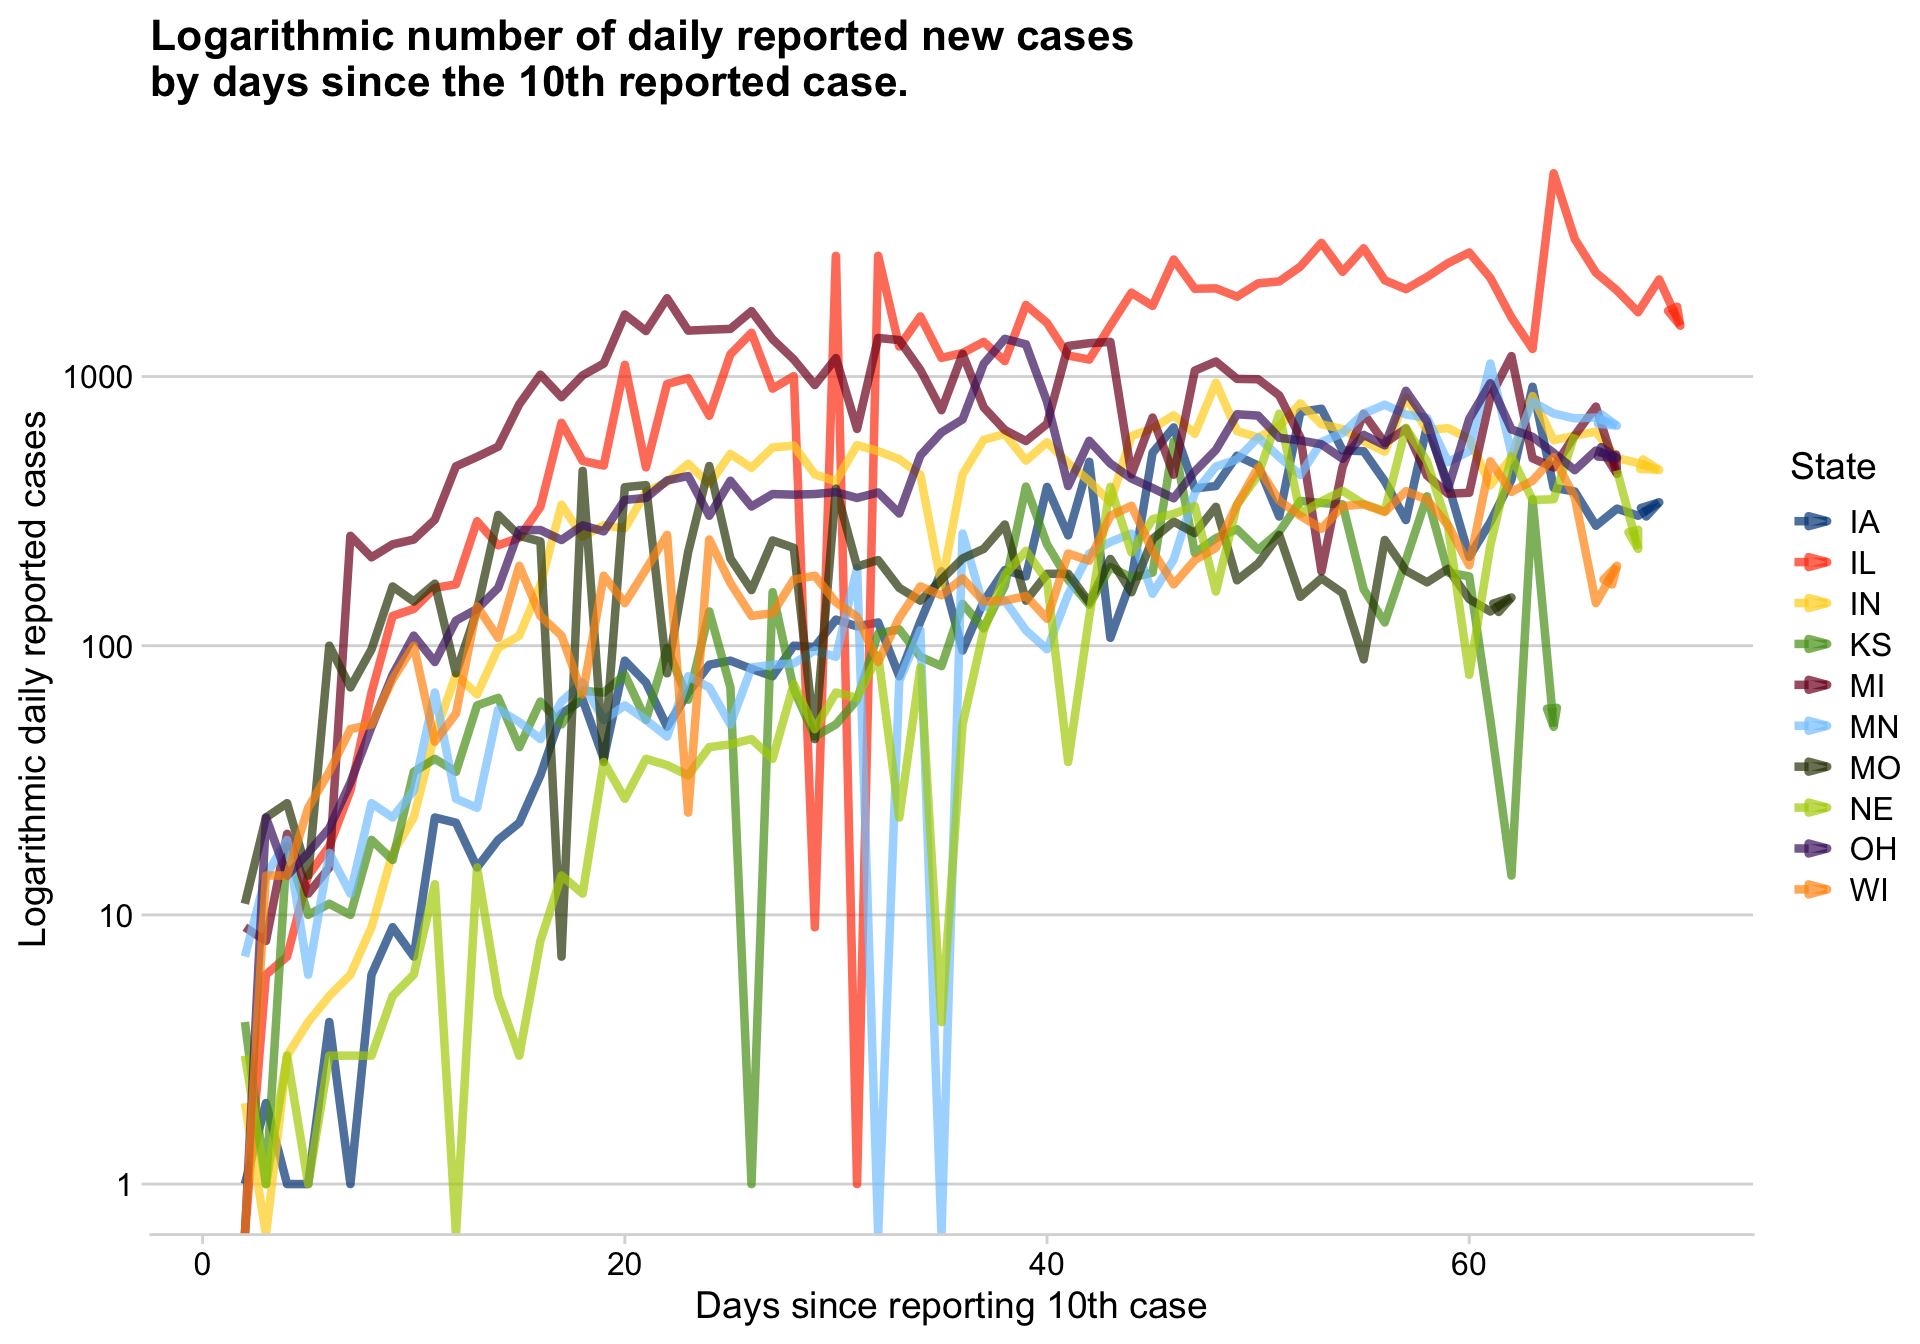 Logarithmic number of daily reported new cases
by days since the 10th reported case.
Logarithmic daily reported cases
1000
100
10
1
0
20
40
60
Days since reporting 10th case
State
IA
IL
IN
KS
MI
MN
MO
NE
OH
WI